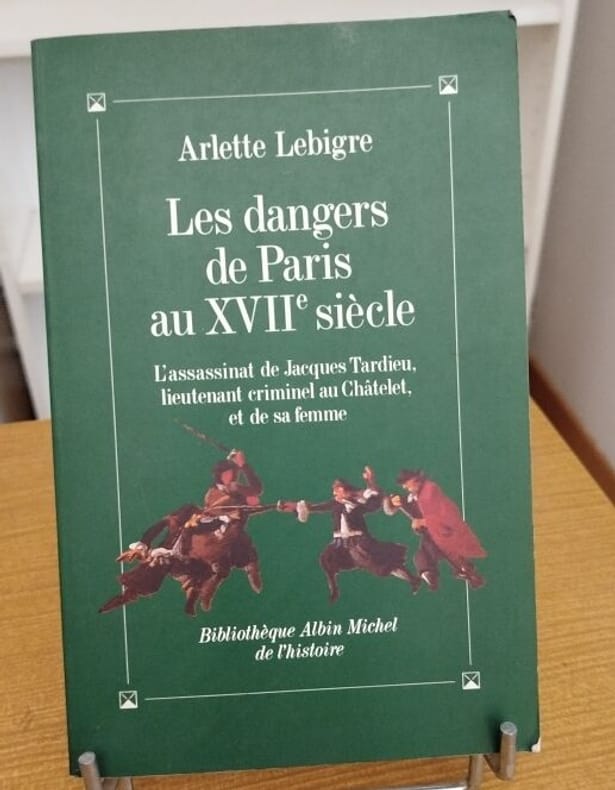 Arlette Lebigre
Les dangers
de Paris
au XVIIe siècle
L'assassinat de Jacques Tardieu,
lieutenant criminel au Châtelet,
et de sa femme
Bibliothèque Albin Michel
de l'histoire